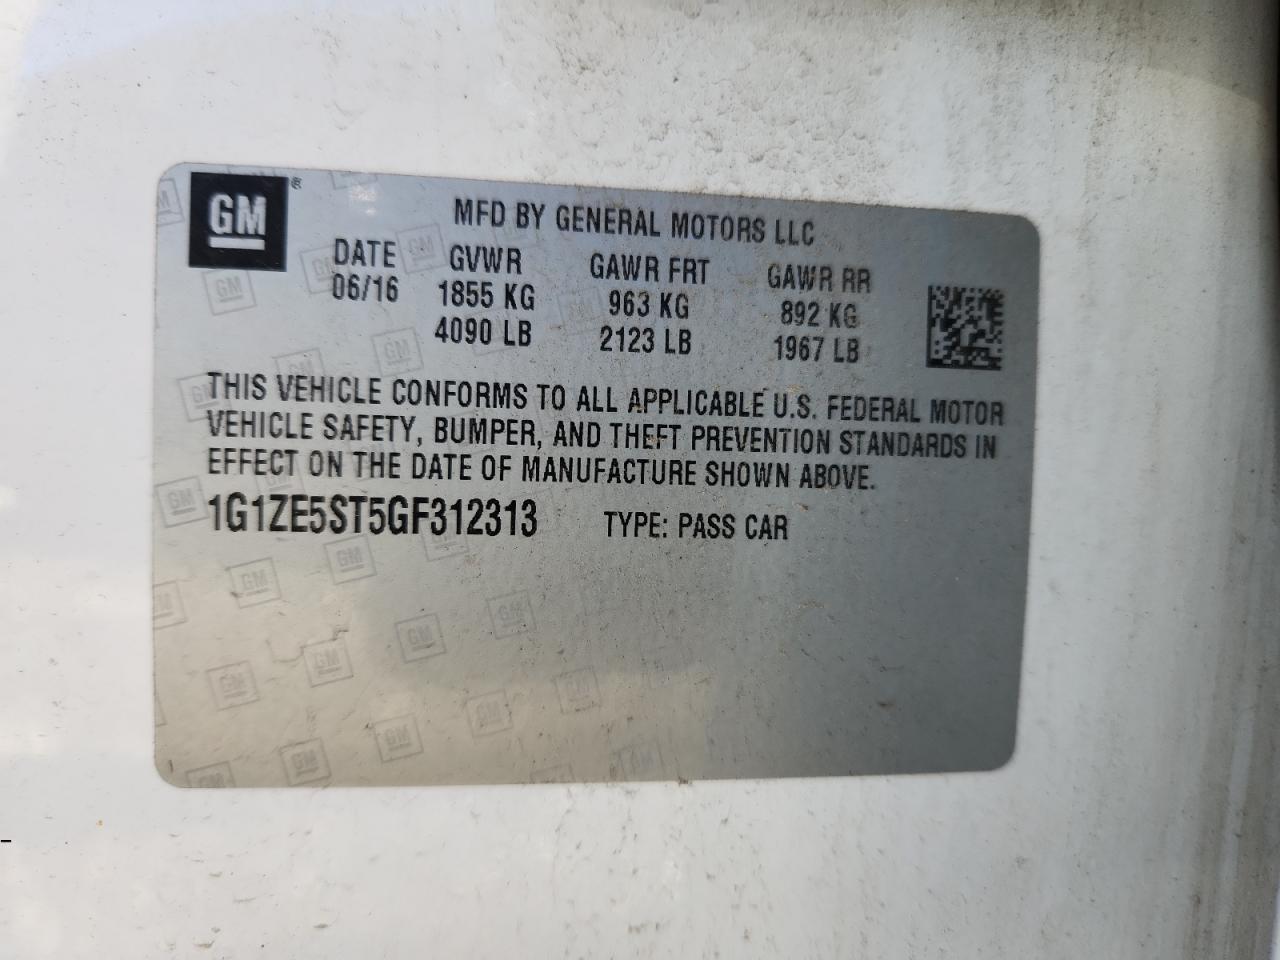 GM ®
MFD BY GENERAL MOTORS LLC
DATE GVWR GAWR FRT GAWR RR
06/16 1855 KG 963 KG 892 KG
4090 LB 2123 LB 1967 LB
THIS VEHICLE CONFORMS TO ALL APPLICABLE U.S. FEDERAL MOTOR
VEHICLE SAFETY, BUMPER, AND THEFT PREVENTION STANDARDS IN
EFFECT ON THE DATE OF MANUFACTURE SHOWN ABOVE.
1G1ZE5ST5GF312313 TYPE: PASS CAR